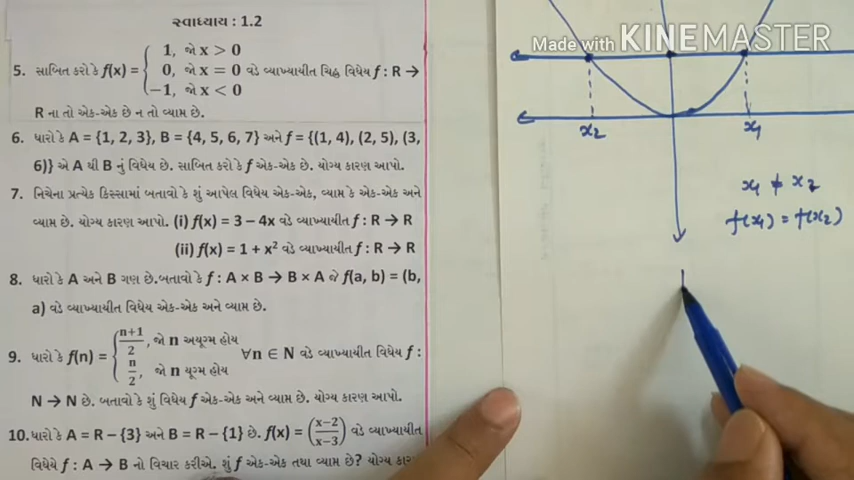 સ્વાધ્યાય : 1.2
5. સાબિત કરો કે f(x) = { 1, જો x > 0
0, જો x = 0 વડે વ્યાખ્યાયીત ચિહ્ન વિધેય f : R →
−1, જો x < 0
R ના તો એક-એક છે ન તો વ્યાપ્ત છે.
6. ધારો કે A = {1, 2, 3}, B = {4, 5, 6, 7} અને f = {(1, 4), (2, 5), (3,
6)} એ A થી B નું વિધેય છે. સાબિત કરો કે f એક-એક છે. યોગ્ય કારણ આપો.
7. નિચેના પ્રત્યેક કિસ્સામાં બતાવો કે શું આપેલ વિધેય એક-એક, વ્યાપ્ત કે એક-એક અને
વ્યાપ્ત છે. યોગ્ય કારણ આપો. (i) f(x) = 3 − 4x વડે વ્યાખ્યાયીત f : R → R
(ii) f(x) = 1 + x² વડે વ્યાખ્યાયીત f : R → R
8. ધારો કે A અને B ગણ છે. બતાવો કે f : A × B → B × A જે f(a, b) = (b,
a) વડે વ્યાખ્યાયીત વિધેય એક-એક અને વ્યાપ્ત છે.
9. ધારો કે f(n) = { n+1/2, જો n અયૂગ્મ હોય
n/2, જો n યૂગ્મ હોય ∀n ∈ N વડે વ્યાખ્યાયીત વિધેય f :
N → N છે. બતાવો કે શું વિધેય f એક-એક અને વ્યાપ્ત છે. યોગ્ય કારણ આપો.
10. ધારો કે A = R − {3} અને B = R − {1} છે. f(x) = (x−2/x−3) વડે વ્યાખ્યાયીત
વિધેયે f : A → B નો વિચાર કરીએ. શું f એક-એક તથા વ્યાપ્ત છે? યોગ્ય
Made with KINEMASTER
x₂ x₁
x₁ ≠ x₂
f(x₁) = f(x₂)